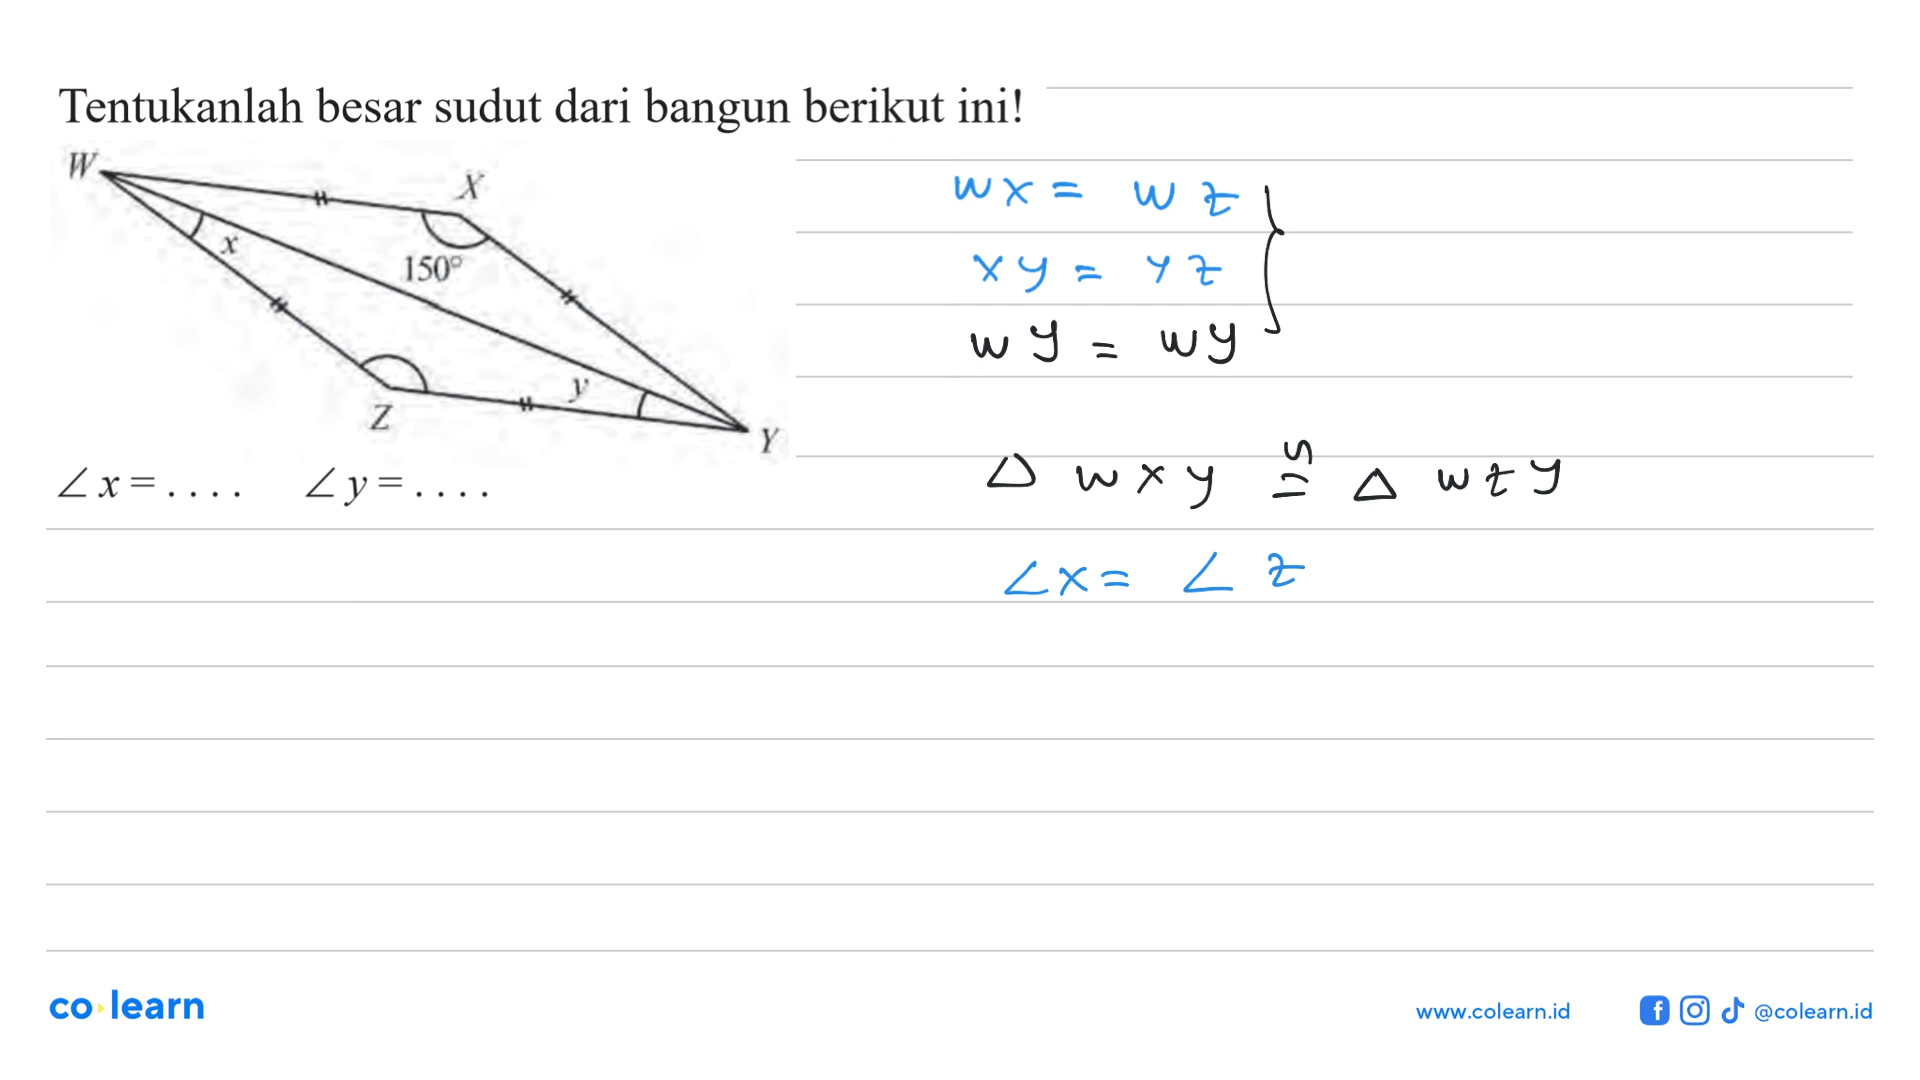 Tentukanlah besar sudut dari bangun berikut ini!
W
X
x
150°
y
Z
Y
∠x = .... ∠y = ....
WX = WZ
XY = YZ
WY = WY
Δ WXY ≅ Δ WZY
∠X = ∠Z
co learn
www.colearn.id
@colearn.id